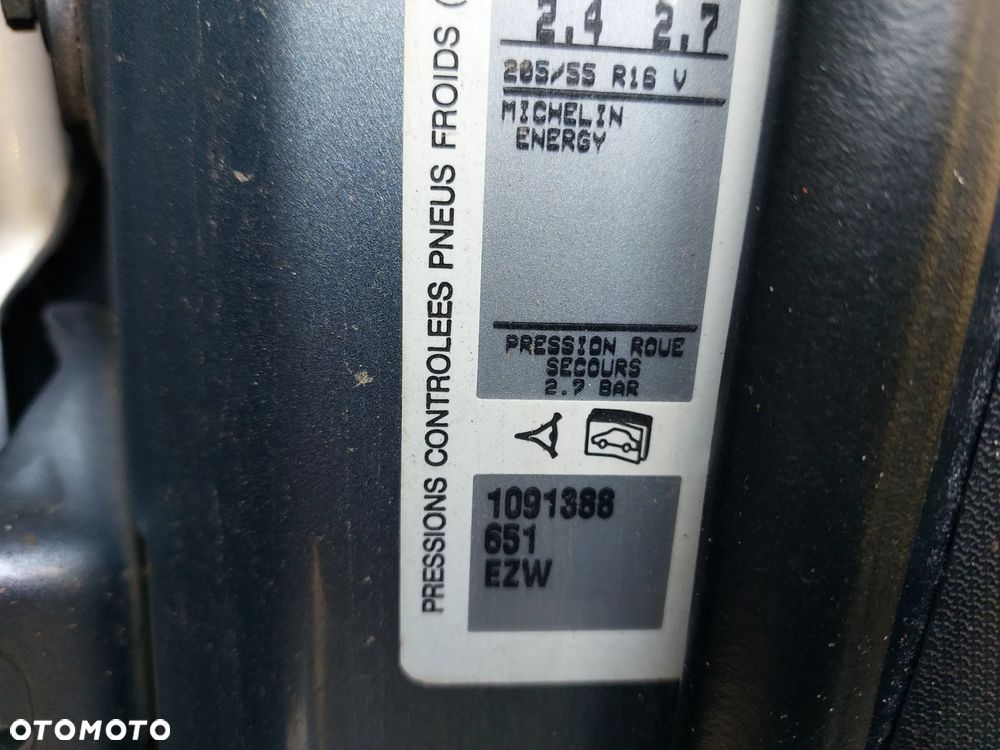 2.4 2.7
205/55 R16 V
MICHELIN
ENERGY
PRESSION ROUE
SECOURS
2.7 BAR
PRESSIONS CONTROLEES PNEUS FROIDS (
1091388
651
EZW
OTOMOTO